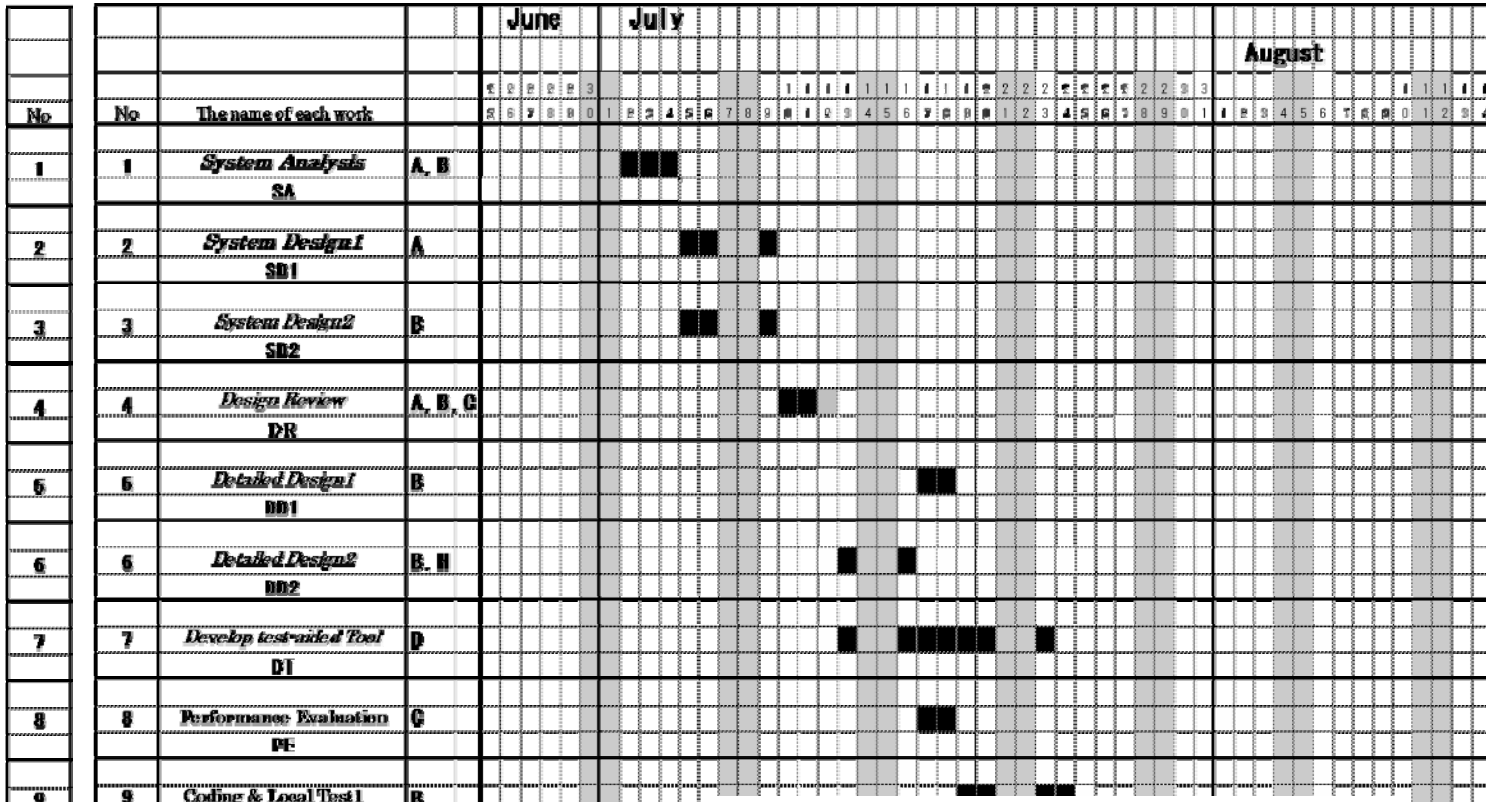 June July
August
No No The name of each work
1 1 System Analysis A, B
SA
2 2 System Design1 A
SD1
3 3 System Design2 B
SD2
4 4 Design Review A, B, C
DR
5 5 Detailed Design1 B
DD1
6 6 Detailed Design2 B, H
DD2
7 7 Develop test-aided Tool D
DT
8 8 Performance Evaluation C
PE
9 9 Coding & Local Test1 B